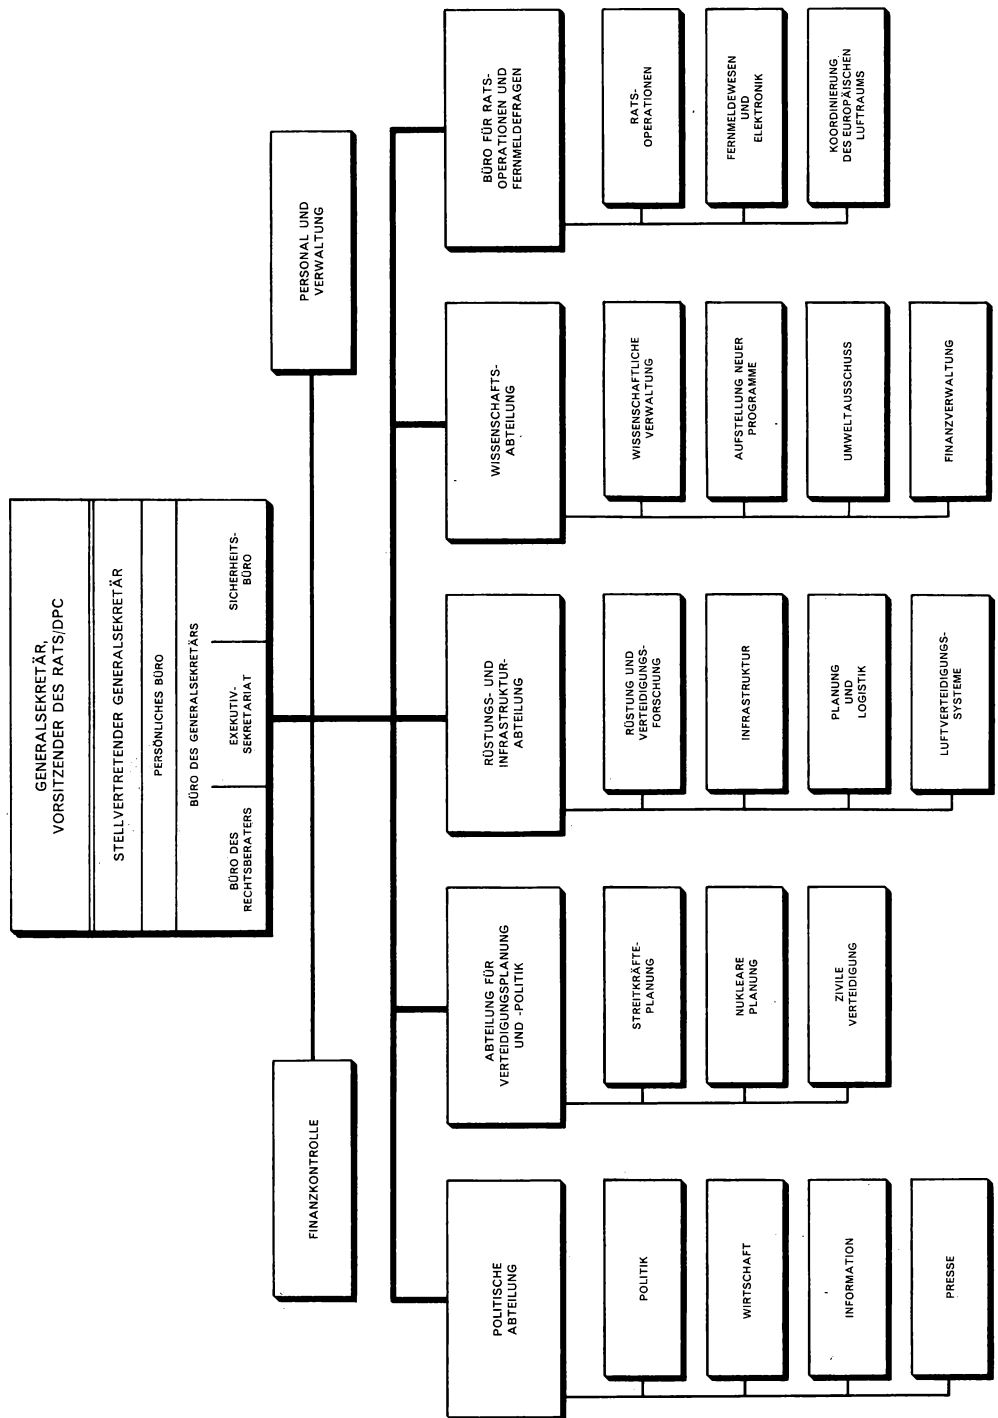 GENERALSEKRETÄR,
VORSITZENDER DES RATS/DPC
STELLVERTRETENDER GENERALSEKRETÄR
PERSÖNLICHES BÜRO
BÜRO DES GENERALSEKRETÄRS
BÜRO DES
RECHTSBERATERS
EXEKUTIV-
SEKRETARIAT
SICHERHEITS-
BÜRO
FINANZKONTROLLE
PERSONAL UND
VERWALTUNG
POLITISCHE
ABTEILUNG
POLITIK
WIRTSCHAFT
INFORMATION
PRESSE
ABTEILUNG FÜR
VERTEIDIGUNGSPLANUNG
UND -POLITIK
STREITKRÄFTE-
PLANUNG
NUKLEARE
PLANUNG
ZIVILE
VERTEIDIGUNG
RÜSTUNGS- UND
INFRASTRUKTUR-
ABTEILUNG
RÜSTUNG UND
VERTEIDIGUNGS-
FORSCHUNG
INFRASTRUKTUR
PLANUNG
UND
LOGISTIK
LUFTVERTEIDIGUNGS-
SYSTEME
WISSENSCHAFTS-
ABTEILUNG
WISSENSCHAFTLICHE
VERWALTUNG
AUFSTELLUNG NEUER
PROGRAMME
UMWELTAUSSCHUSS
FINANZVERWALTUNG
BÜRO FÜR RATS-
OPERATIONEN UND
FERNMELDEFRAGEN
RATS-
OPERATIONEN
FERNMELDEWESEN
UND
ELEKTRONIK
KOORDINIERUNG
DES EUROPÄISCHEN
LUFTRAUMS